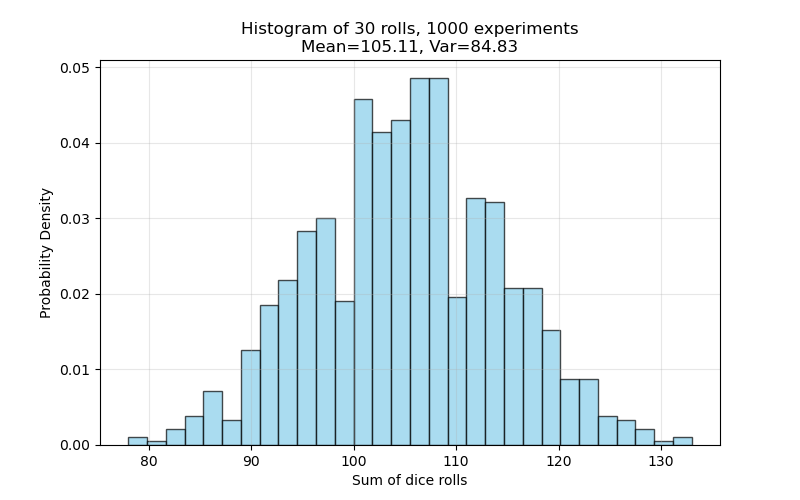 Histogram of 30 rolls, 1000 experiments
Mean=105.11, Var=84.83
0.05
0.04
0.03
0.02
0.01
0.00
Probability Density
80 90 100 110 120 130
Sum of dice rolls